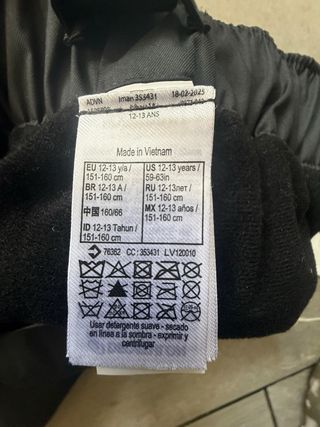 ADVN Iman 353431 18-02-2025
12-13 ANS
Made in Vietnam
EU 12-13 y/a / 151-160 cm
US 12-13 years / 59-63in
BR 12-13 A / 151-160 cm
RU 12-13лет / 151-160 cm
中国 160/66
MX 12-13 años / 151-160 cm
ID 12-13 Tahun / 151-160 cm
76362 CC : 353431 LV120010
Usar detergente suave - secado
en línea a la sombra - exprimir y
centrifugar